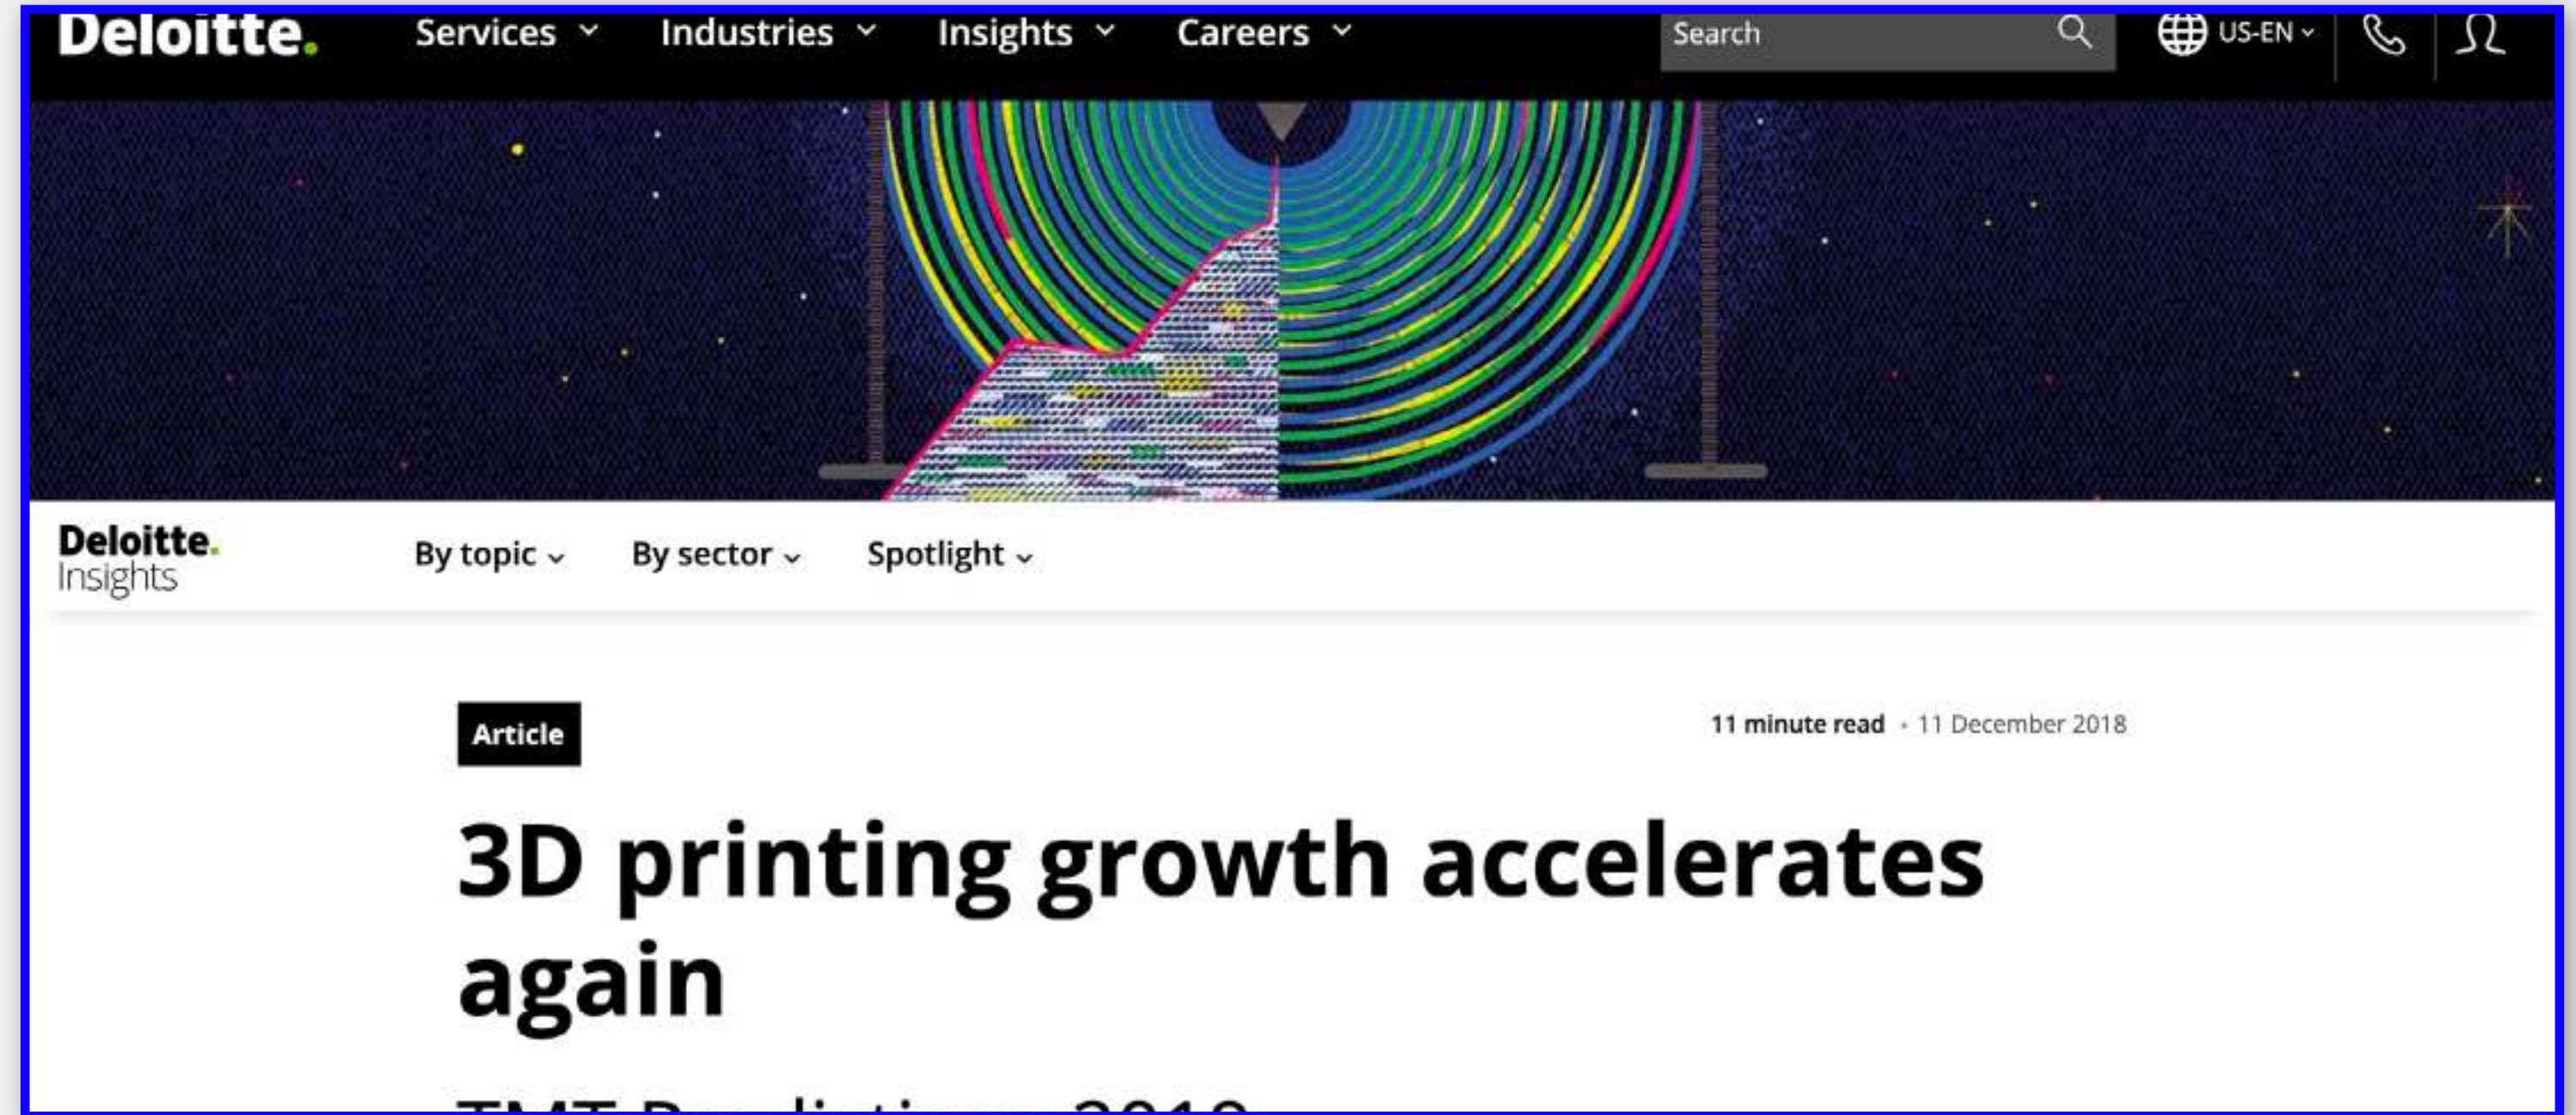 Deloitte.
Services Industries Insights Careers Search US-EN
Deloitte.
Insights
By topic By sector Spotlight
Article
11 minute read • 11 December 2018
3D printing growth accelerates
again